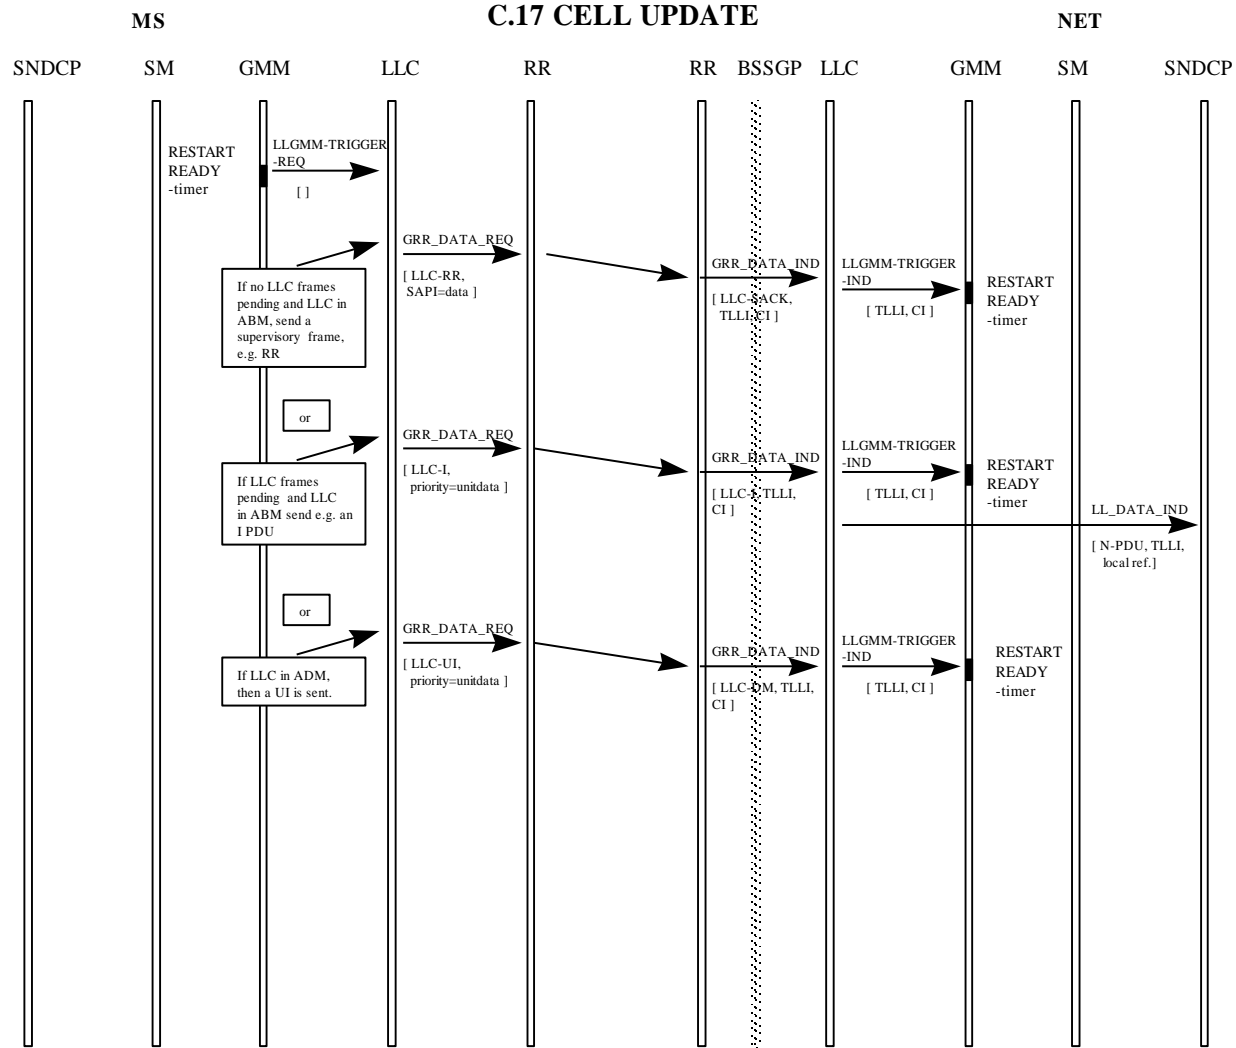 C.17 CELL UPDATE
MS
NET
SNDCP SM GMM LLC RR RR BSSGP LLC GMM SM SNDCP
RESTART
READY
-timer
LLGMM-TRIGGER
-REQ
[ ]
GRR_DATA_REQ
[ LLC-RR,
SAPI=data ]
GRR_DATA_IND
[ LLC-SACK,
TLLI, CI ]
LLGMM-TRIGGER
-IND
[ TLLI, CI ]
RESTART
READY
-timer
If no LLC frames
pending and LLC in
ABM, send a
supervisory frame,
e.g. RR
or
GRR_DATA_REQ
[ LLC-I,
priority=unitdata ]
GRR_DATA_IND
[ LLC-I, TLLI,
CI ]
LLGMM-TRIGGER
-IND
[ TLLI, CI ]
RESTART
READY
-timer
If LLC frames
pending and LLC
in ABM send e.g. an
I PDU
LL_DATA_IND
[ N-PDU, TLLI,
local ref.]
or
GRR_DATA_REQ
[ LLC-UI,
priority=unitdata ]
GRR_DATA_IND
[ LLC-DM, TLLI,
CI ]
LLGMM-TRIGGER
-IND
[ TLLI, CI ]
RESTART
READY
-timer
If LLC in ADM,
then a UI is sent.